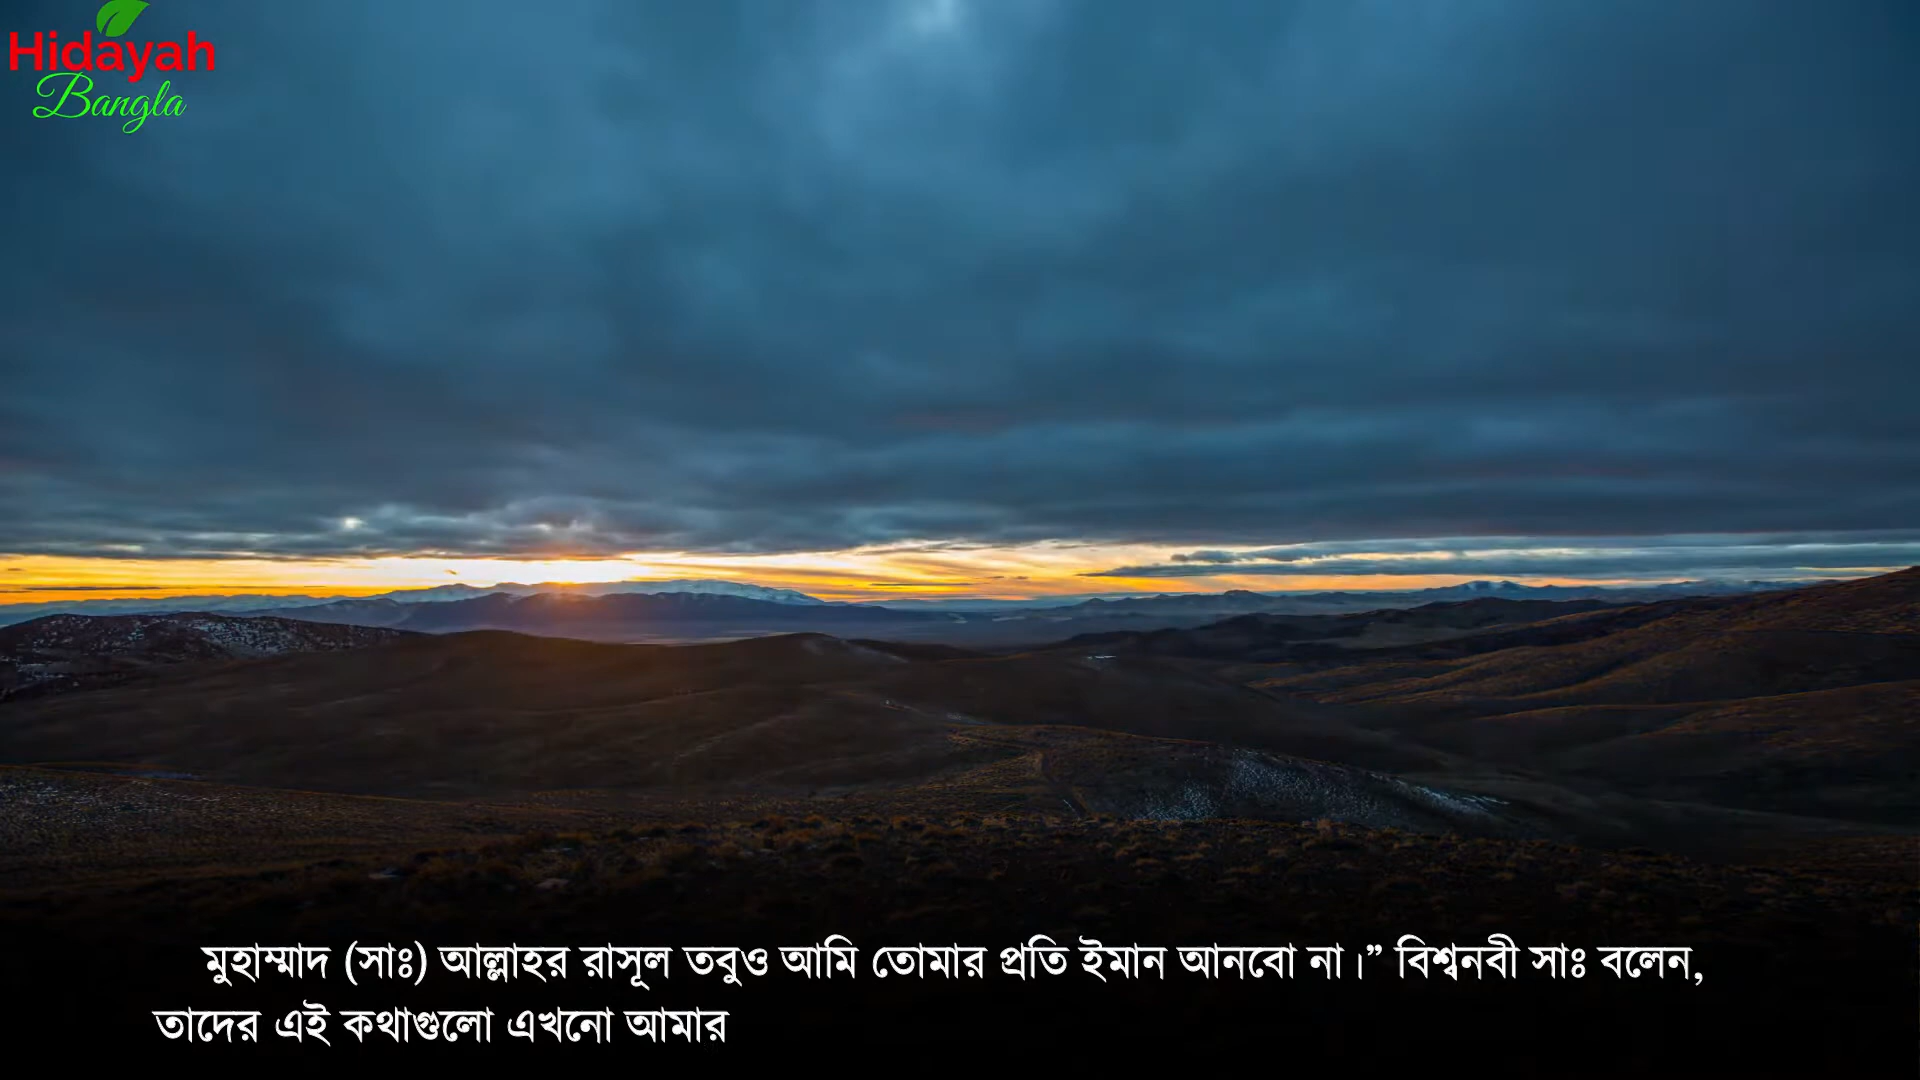 Hidayah
Bangla
মুহাম্মাদ (সাঃ) আল্লাহর রাসূল তবুও আমি তোমার প্রতি ইমান আনবো না।” বিশ্বনবী সাঃ বলেন,
তাদের এই কথাগুলো এখনো আমার